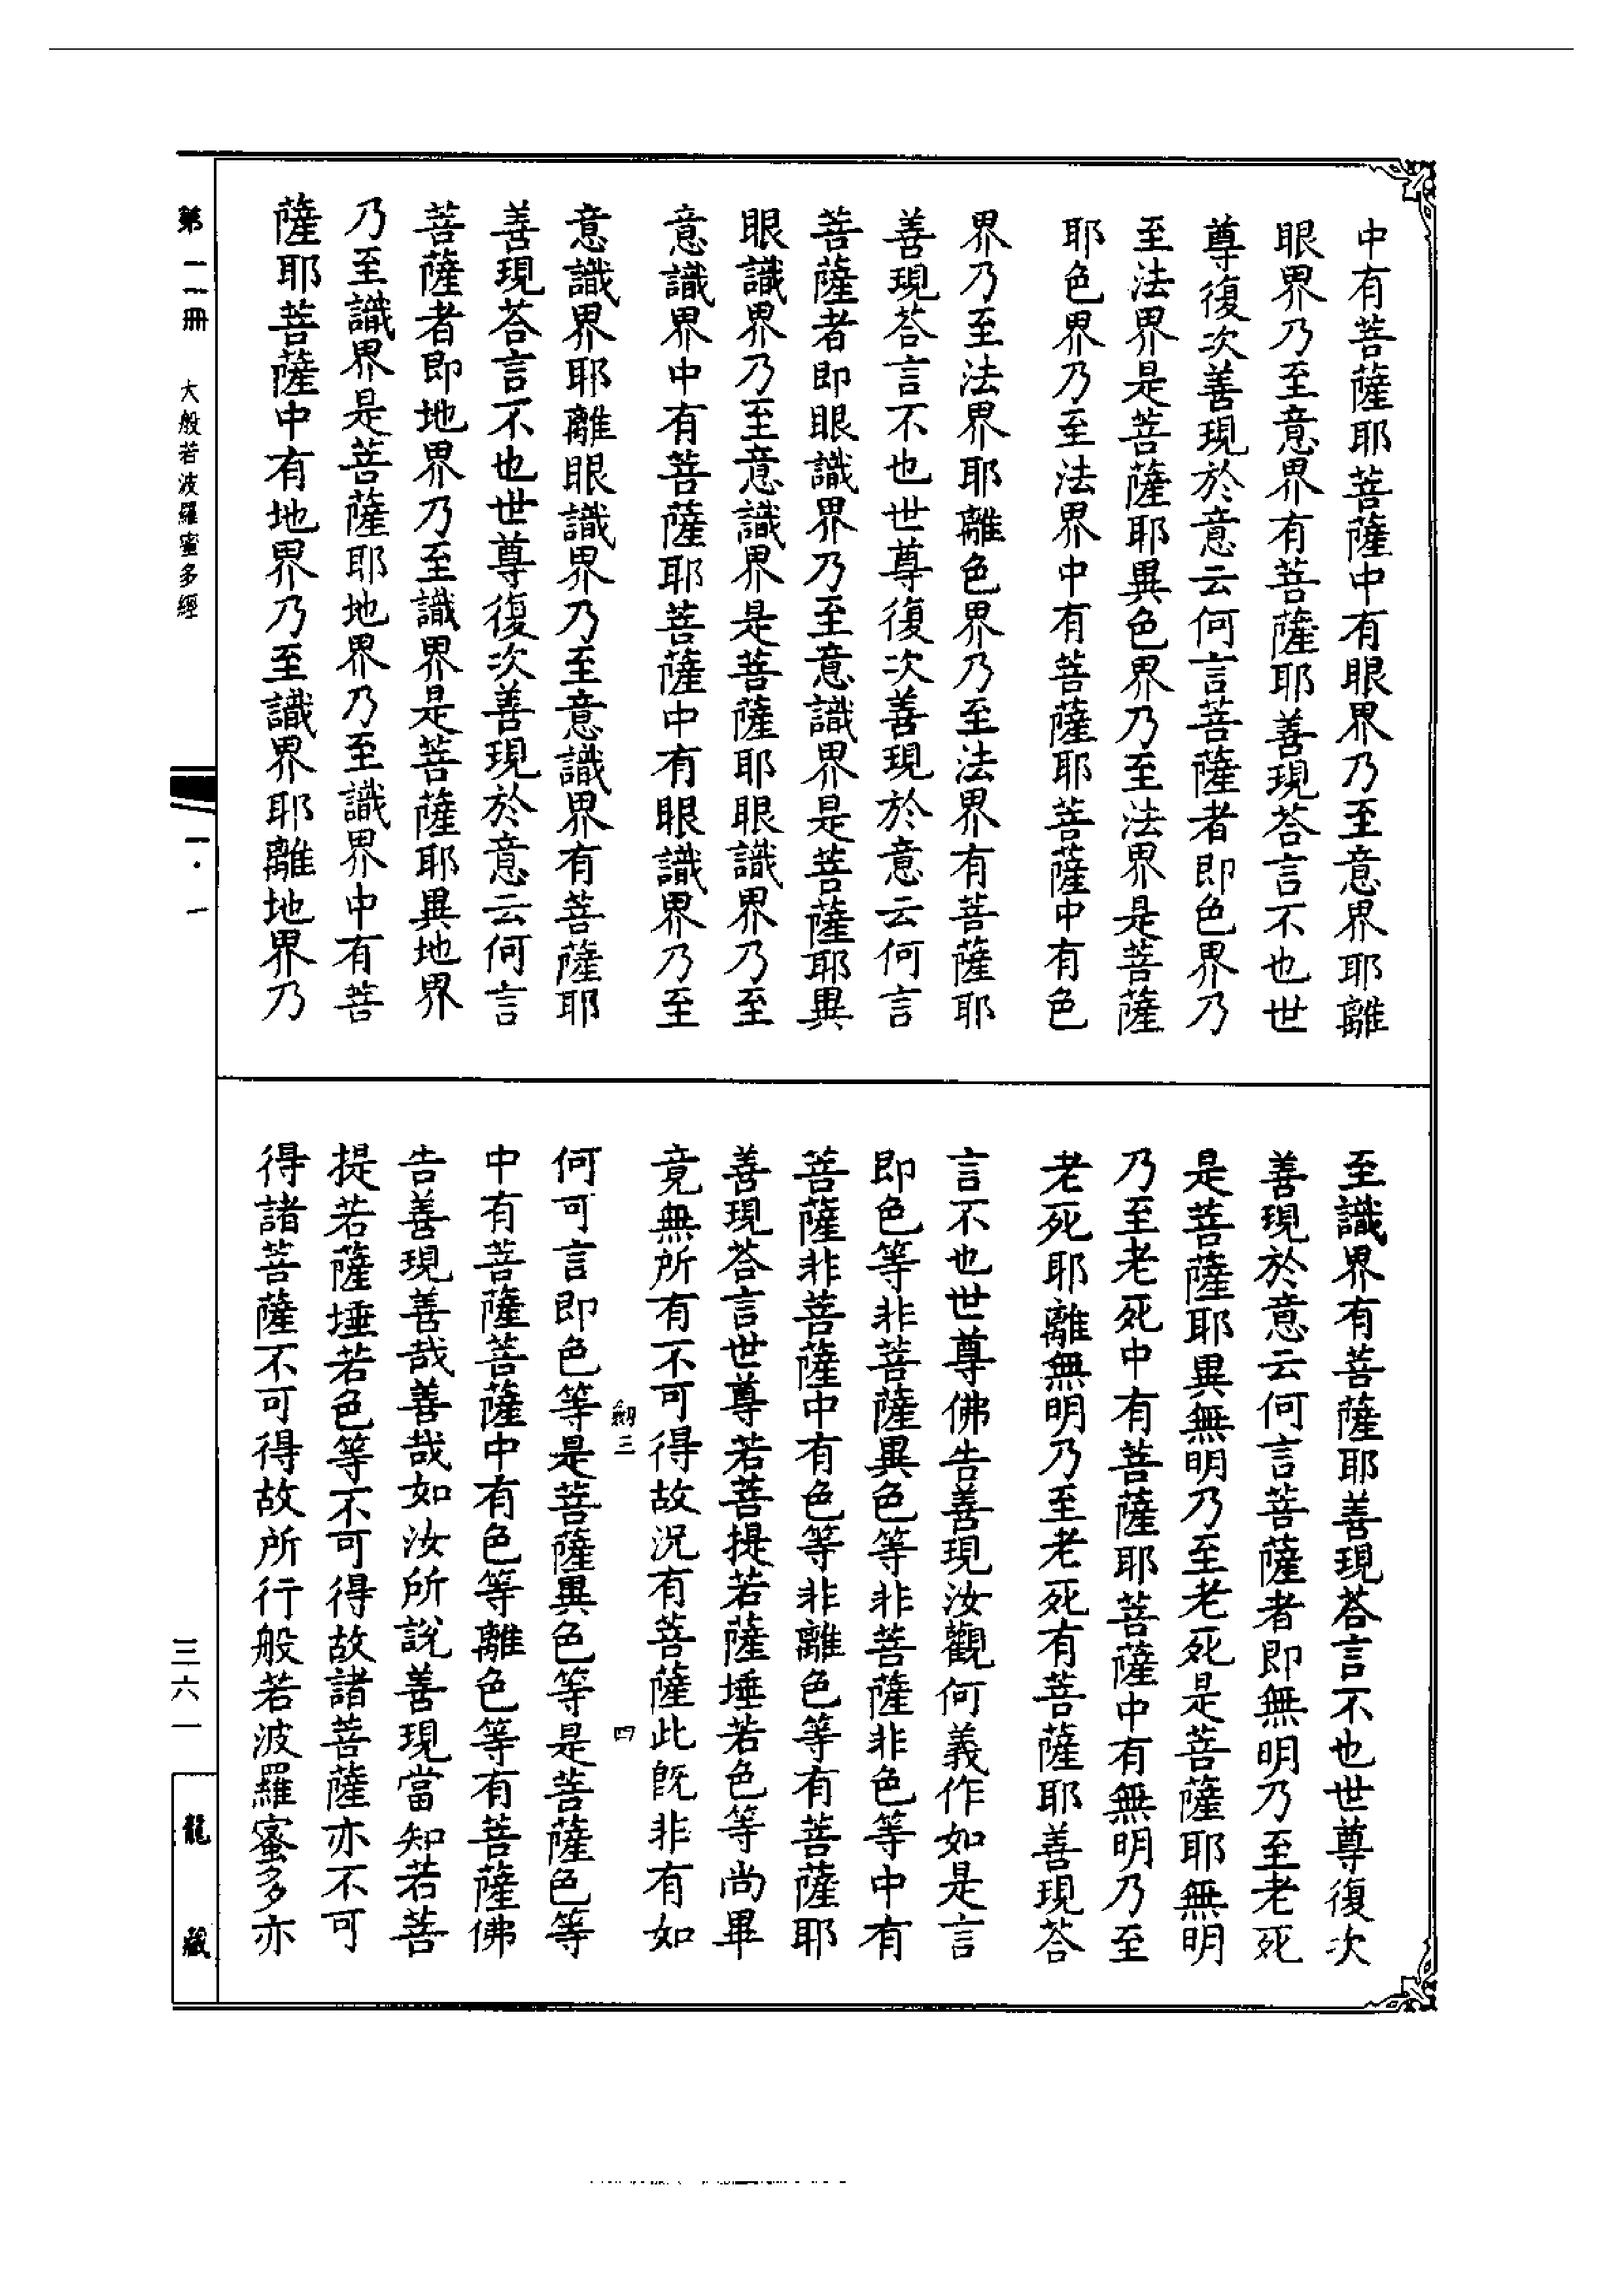 中有菩薩耶菩薩中有眼界乃至意界耶離
眼界乃至意界有菩薩耶善現荅言不也世
尊復次善現於意云何言菩薩者即色界乃
至法界是菩薩耶異色界乃至法界是菩薩
耶色界乃至法界中有菩薩耶菩薩中有色
界乃至法界耶離色界乃至法界有菩薩耶
善現荅言不也世尊復次善現於意云何言
菩薩者即眼識界乃至意識界是菩薩耶異
眼識界乃至意識界是菩薩耶眼識界乃至
意識界中有菩薩耶菩薩中有眼識界乃至
意識界耶離眼識界乃至意識界有菩薩耶
善現荅言不也世尊復次善現於意云何言
菩薩者即地界乃至識界是菩薩耶異地界
乃至識界是菩薩耶地界乃至識界中有菩
薩耶菩薩中有地界乃至識界耶離地界乃
至識界有菩薩耶善現荅言不也世尊復次
善現於意云何言菩薩者即無明乃至老死
是菩薩耶異無明乃至老死是菩薩耶無明
乃至老死中有菩薩耶菩薩中有無明乃至
老死耶離無明乃至老死有菩薩耶善現荅
言不也世尊佛告善現汝觀何義作如是言
即色等非菩薩異色等非菩薩非色等中有
菩薩非菩薩中有色等非離色等有菩薩耶
善現荅言世尊若菩提若薩埵若色等尚畢
竟無所有不可得故況有菩薩此旣非有如
劒三 四
何可言即色等是菩薩異色等是菩薩色等
中有菩薩菩薩中有色等離色等有菩薩佛
告善現善哉善哉如汝所說善現當知若菩
提若薩埵若色等不可得故諸菩薩亦不可
得諸菩薩不可得故所行般若波羅蜜多亦
第二冊 大般若波羅蜜多經 一·一 三六一 龍藏